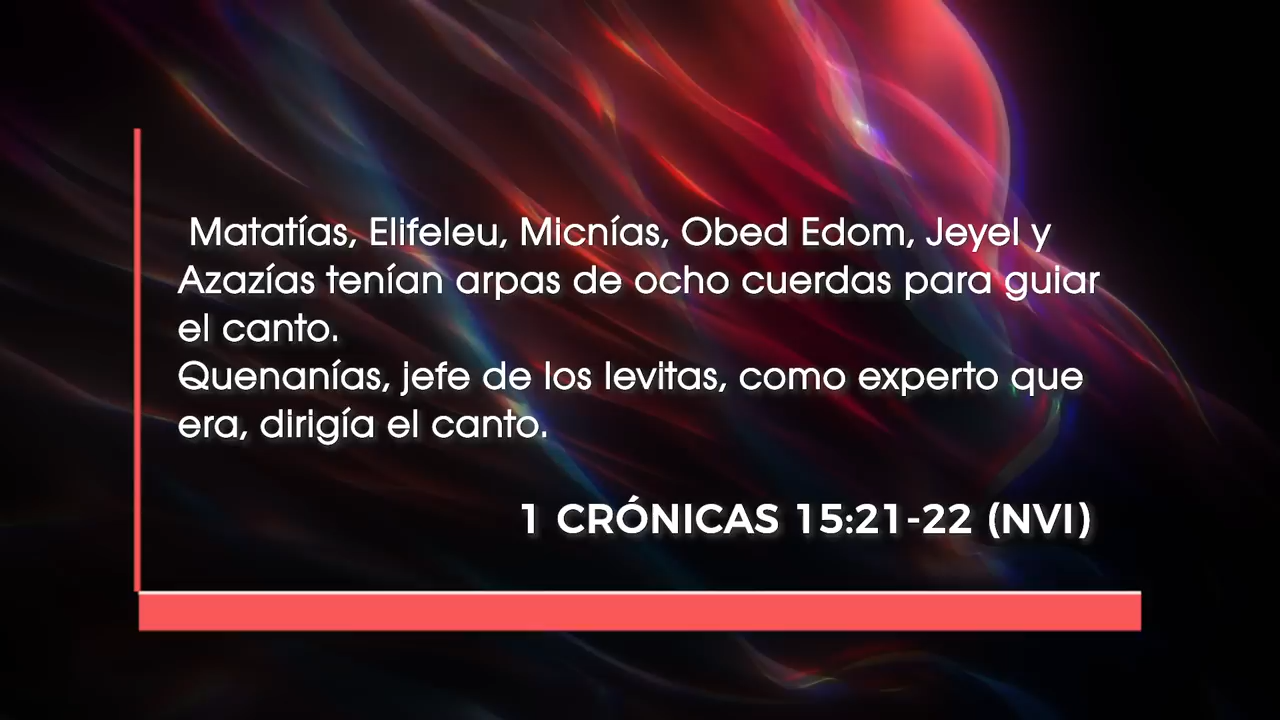 Matatías, Elifeleu, Micnías, Obed Edom, Jeyel y
Azazías tenían arpas de ocho cuerdas para guiar
el canto.
Quenanías, jefe de los levitas, como experto que
era, dirigía el canto.
1 CRÓNICAS 15:21-22 (NVI)